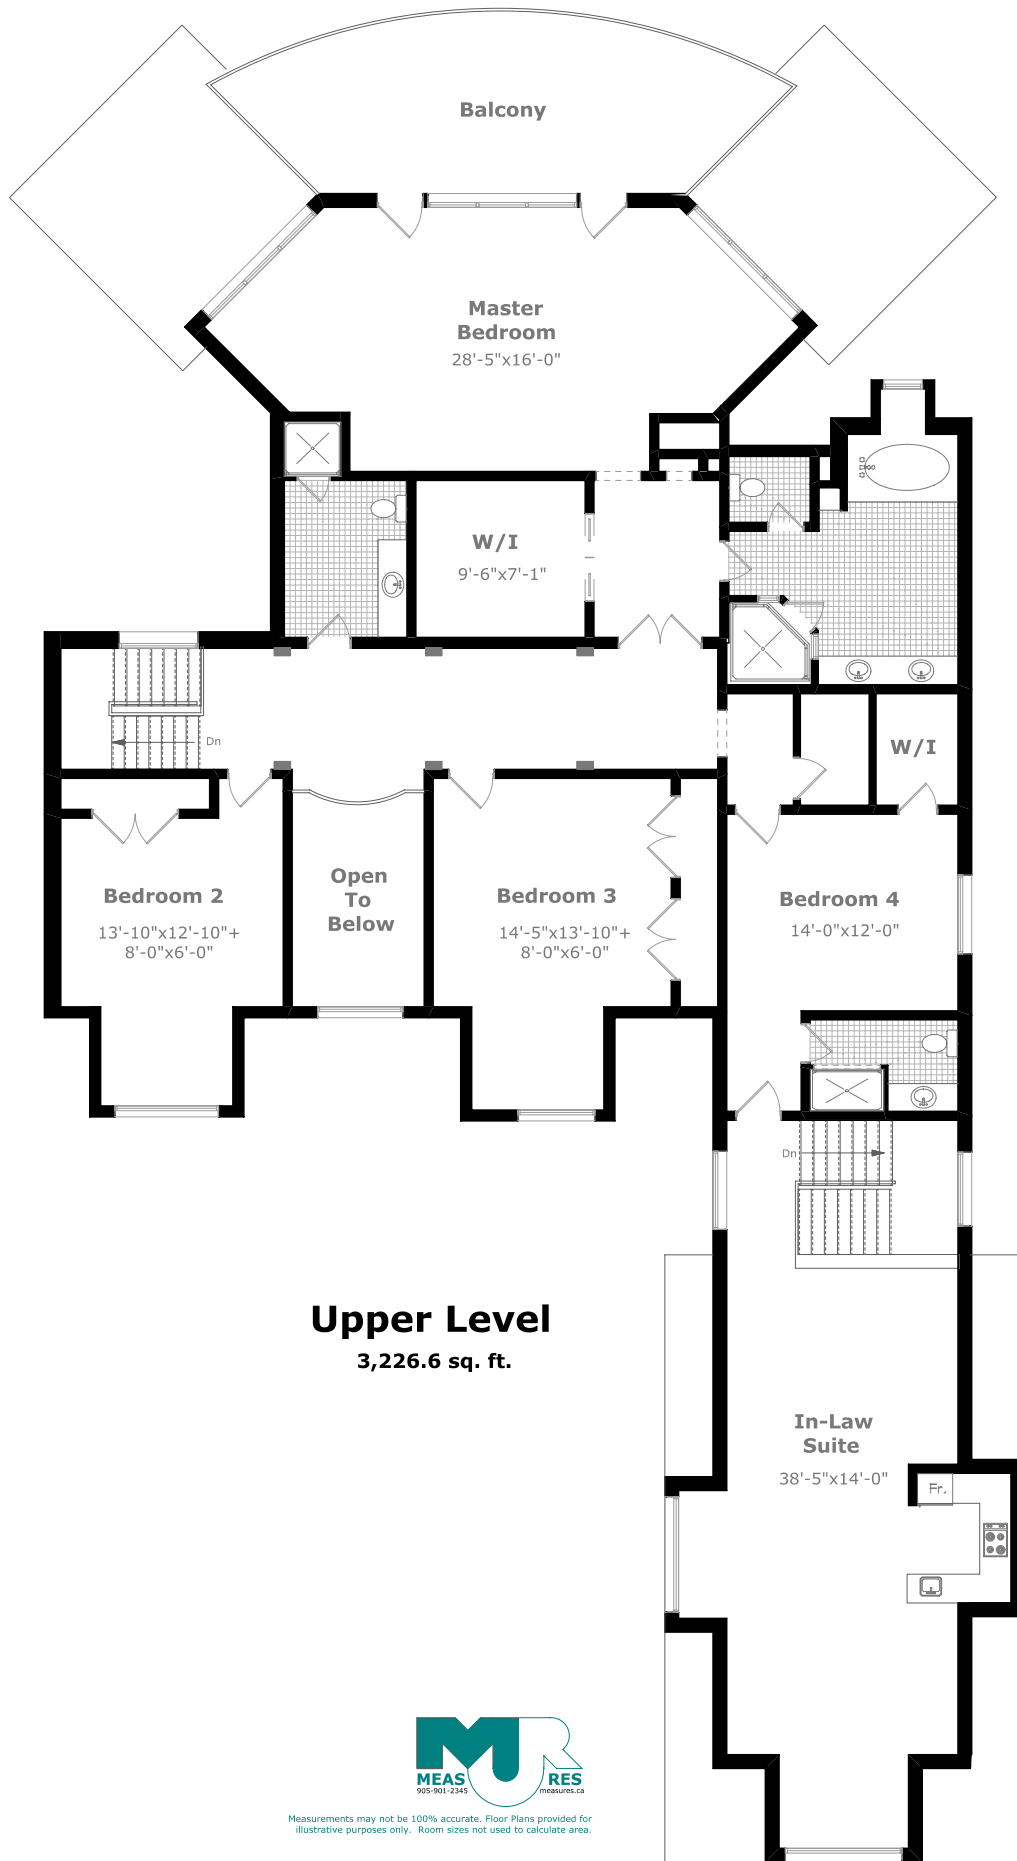 Balcony
Master
Bedroom
28'-5"x16'-0"
W/I
9'-6"x7'-1"
Dn
W/I
Bedroom 2
13'-10"x12'-10"+
8'-0"x6'-0"
Open
To
Below
Bedroom 3
14'-5"x13'-10"+
8'-0"x6'-0"
Bedroom 4
14'-0"x12'-0"
Dn
Upper Level
3,226.6 sq. ft.
In-Law
Suite
38'-5"x14'-0"
Fr.
MEASURES
905-901-2345 measures.ca
Measurements may not be 100% accurate. Floor Plans provided for
illustrative purposes only. Room sizes not used to calculate area.